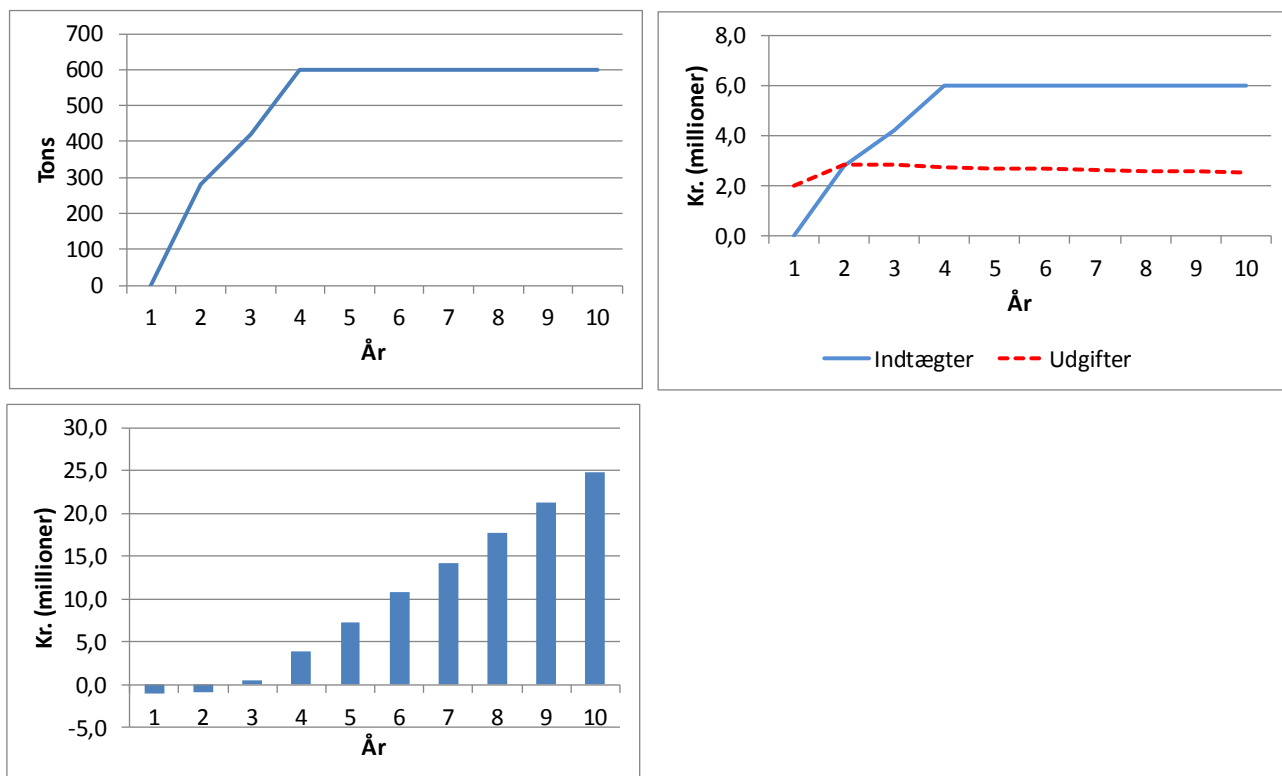 700
600
500
400
300
200
100
0
Tons
1 2 3 4 5 6 7 8 9 10
År
8,0
6,0
4,0
2,0
0,0
Kr. (millioner)
1 2 3 4 5 6 7 8 9 10
År
Indtægter Udgifter
30,0
25,0
20,0
15,0
10,0
5,0
0,0
-5,0
Kr. (millioner)
1 2 3 4 5 6 7 8 9 10
År